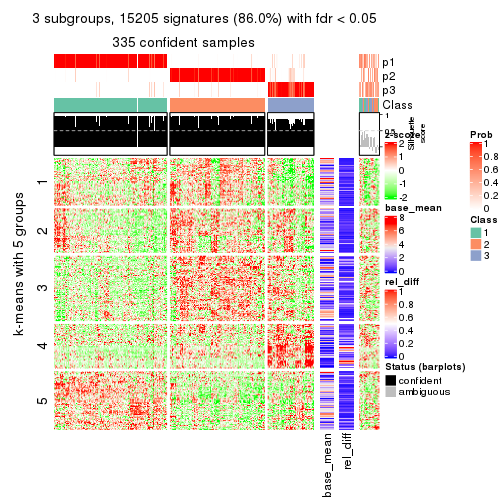 3 subgroups, 15205 signatures (86.0%) with fdr < 0.05
335 confident samples
p1
p2
p3
Class
1
0.5
Silhouette
score
k-means with 5 groups
1
2
3
4
5
base_mean
rel_diff
z-score
2
1
0
-1
-2
base_mean
8
6
4
2
0
rel_diff
1
0.8
0.6
0.4
0.2
0
Status (barplots)
confident
ambiguous
Prob
1
0.8
0.6
0.4
0.2
0
Class
1
2
3